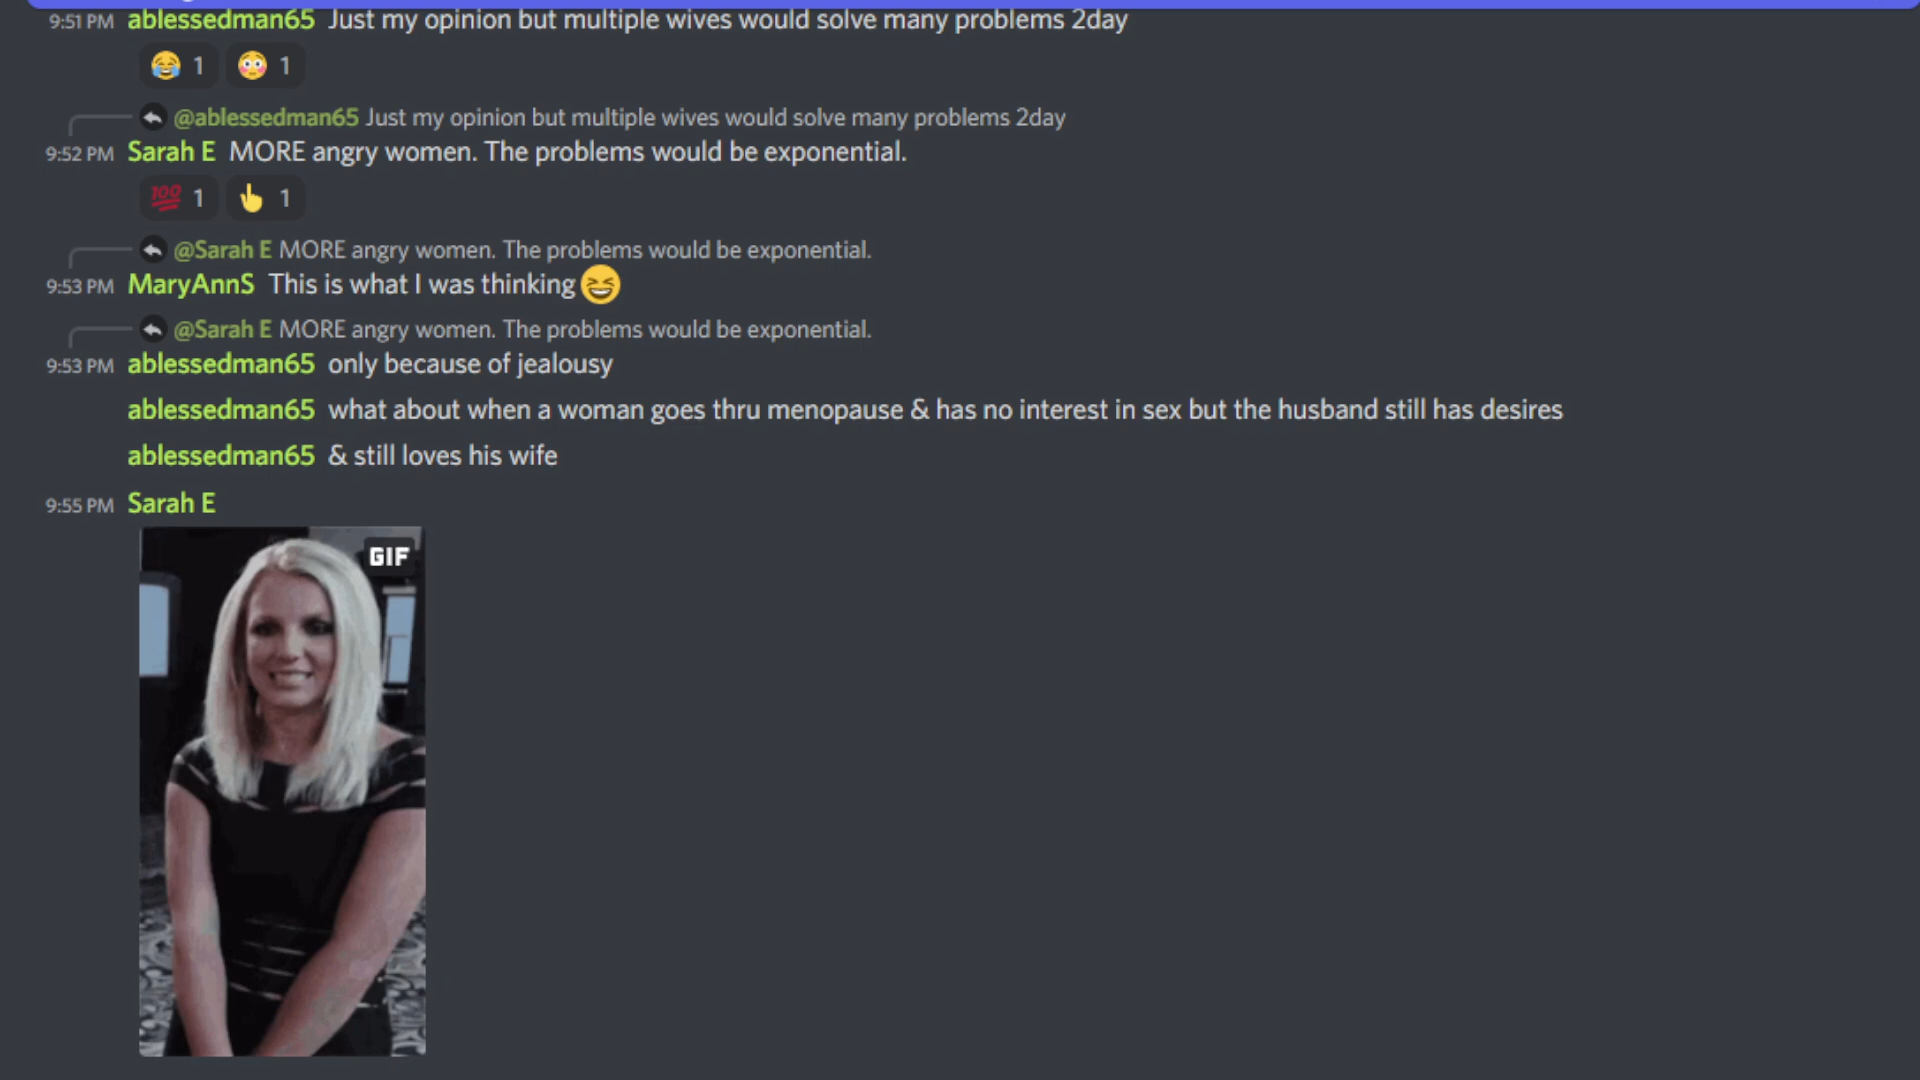 9:51 PM ablessedman65 Just my opinion but multiple wives would solve many problems 2day
1 1
@ablessedman65 Just my opinion but multiple wives would solve many problems 2day
9:52 PM Sarah E MORE angry women. The problems would be exponential.
100 1 1
@Sarah E MORE angry women. The problems would be exponential.
9:53 PM MaryAnnS This is what I was thinking
@Sarah E MORE angry women. The problems would be exponential.
9:53 PM ablessedman65 only because of jealousy
ablessedman65 what about when a woman goes thru menopause & has no interest in sex but the husband still has desires
ablessedman65 & still loves his wife
9:55 PM Sarah E
GIF